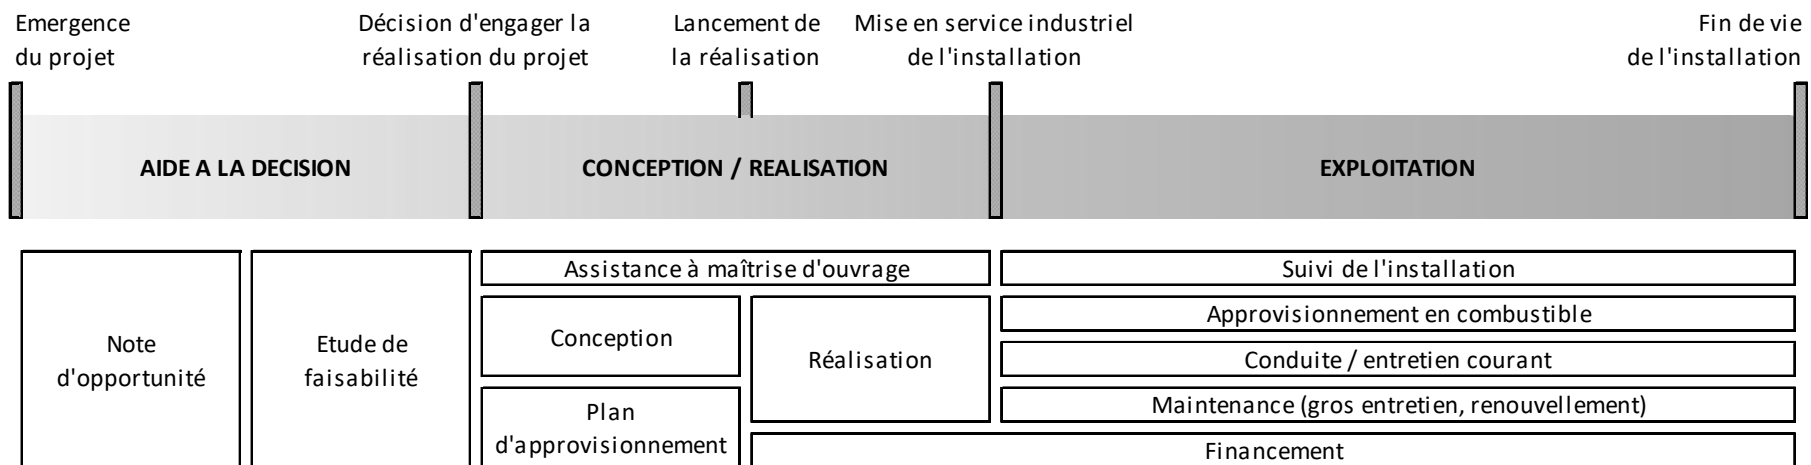 Emergence
du projet
Décision d'engager la
réalisation du projet
Lancement de
la réalisation
Mise en service industriel
de l'installation
Fin de vie
de l'installation
AIDE A LA DECISION
CONCEPTION / REALISATION
EXPLOITATION
Note
d'opportunité
Etude de
faisabilité
Assistance à maîtrise d'ouvrage
Conception
Plan
d'approvisionnement
Réalisation
Suivi de l'installation
Approvisionnement en combustible
Conduite / entretien courant
Maintenance (gros entretien, renouvellement)
Financement